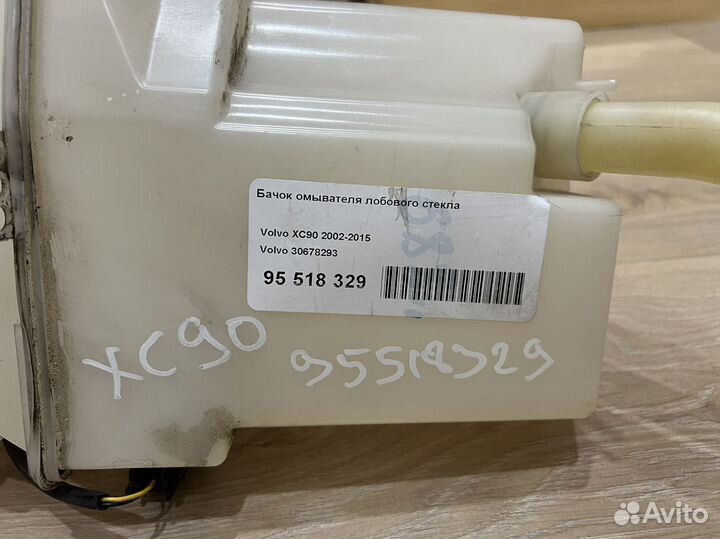 Бачок омывателя лобового стекла
Volvo XC90 2002-2015
Volvo 30678293
95 518 329
XC90
95518329
Avito